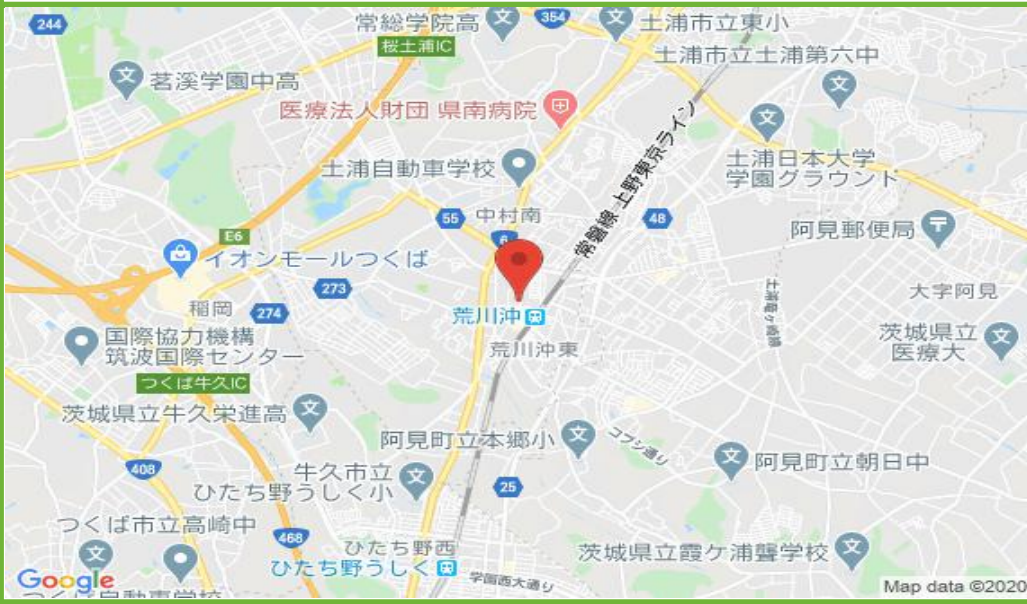 244
常総学院高
354
土浦市立東小
桜土浦IC
土浦市立土浦第六中
茗溪学園中高
医療法人財団 県南病院
常磐線 上野東京ライン
土浦自動車学校
土浦日本大学
学園グラウンド
55
中村南
48
6
阿見郵便局
E6
イオンモールつくば
273
大字阿見
稲岡
274
荒川沖
国際協力機構
筑波国際センター
荒川沖東
茨城県立
医療大
つくば牛久IC
茨城県立牛久栄進高
阿見町立本郷小
コブシ通り
408
牛久市立
ひたち野うしく小
阿見町立朝日中
25
つくば市立高崎中
468
ひたち野西
ひたち野うしく
茨城県立霞ケ浦聾学校
学園西大通り
Google
つくば自動車学校
Map data ©2020